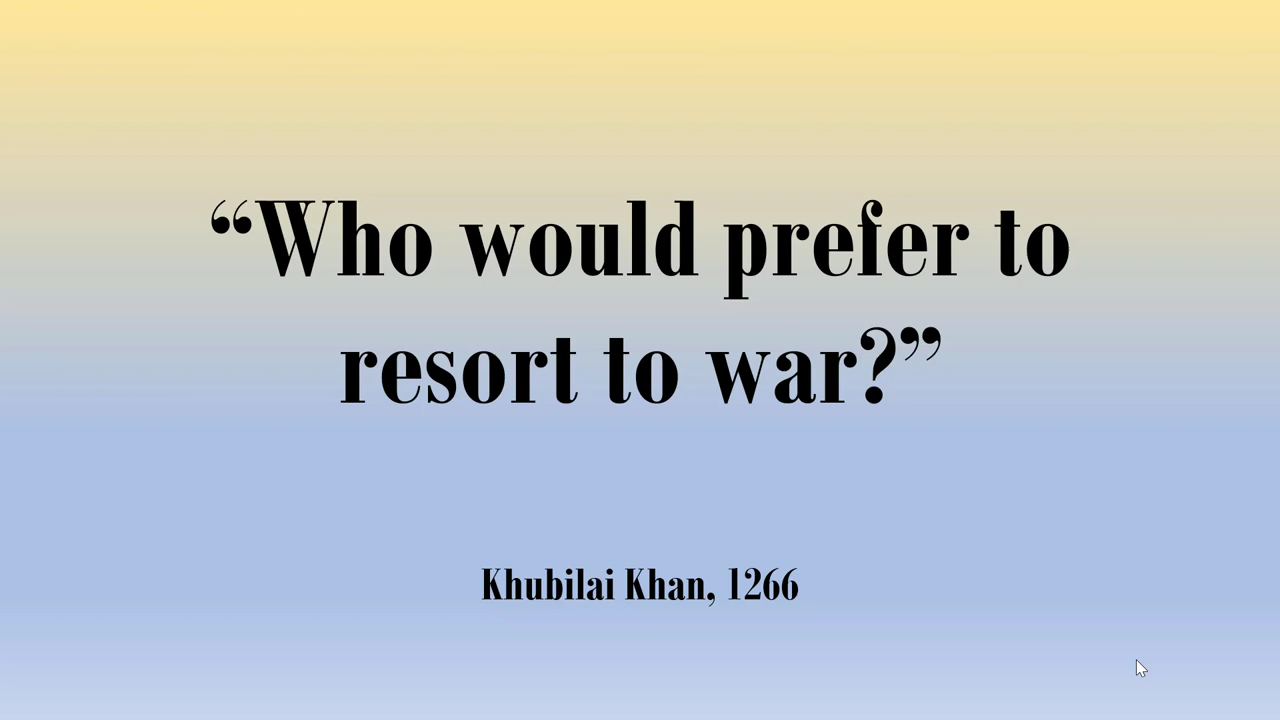 “Who would prefer to
resort to war?”
Khubilai Khan, 1266